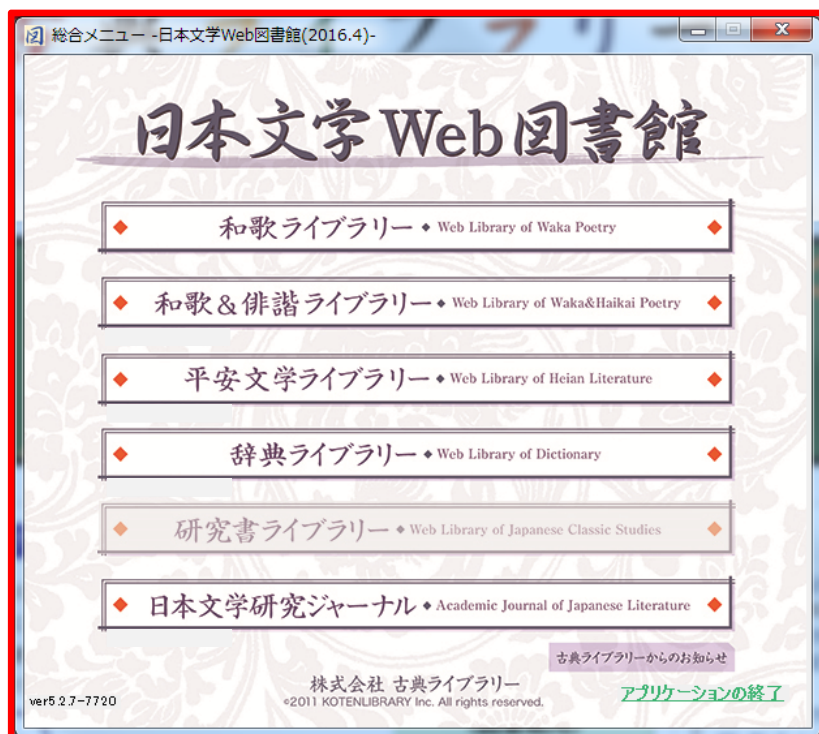 総合メニュー -日本文学Web図書館(2016.4)-
日本文学Web図書館
和歌ライブラリー◆Web Library of Waka Poetry
和歌&俳諧ライブラリー◆Web Library of Waka&Haikai Poetry
平安文学ライブラリー◆Web Library of Heian Literature
辞典ライブラリー◆Web Library of Dictionary
研究書ライブラリー◆Web Library of Japanese Classic Studies
日本文学研究ジャーナル◆Academic Journal of Japanese Literature
古典ライブラリーからのお知らせ
株式会社 古典ライブラリー
©2011 KOTENLIBRARY Inc. All rights reserved.
ver5.2.7-7720
アプリケーションの終了